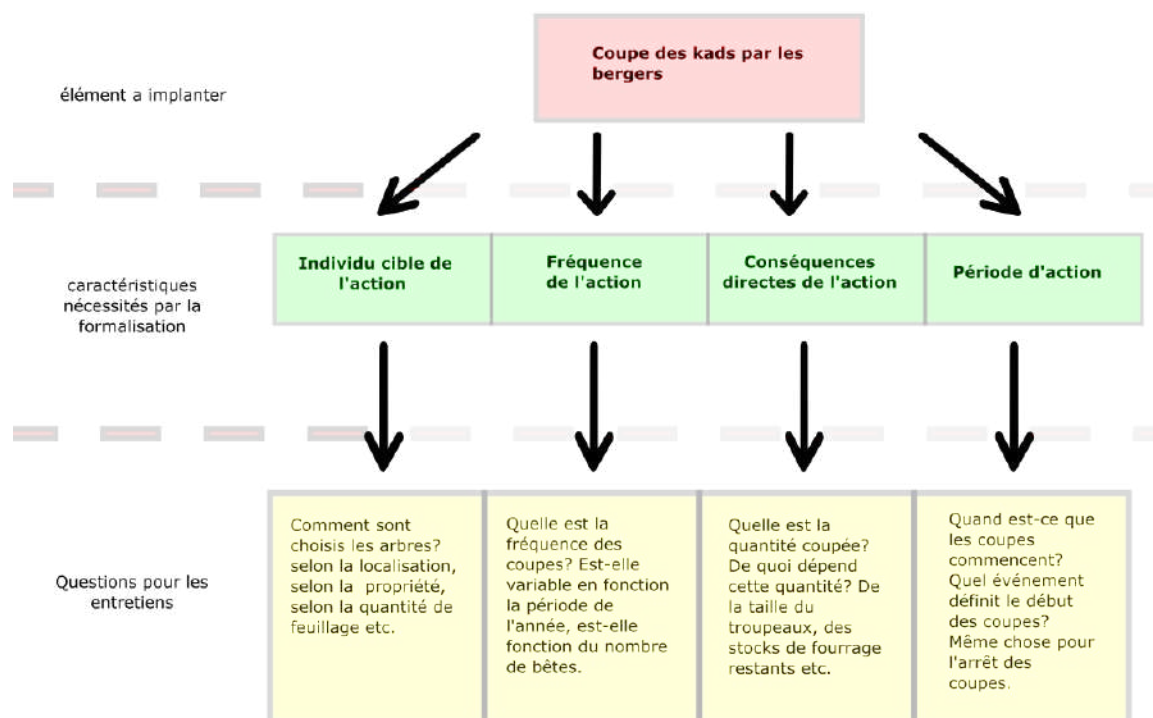 Coupe des kads par les
bergers
élément a implanter
caractéristiques
nécessités par la
formalisation
Individu cible de
l'action
Fréquence
de l'action
Conséquences
directes de l'action
Période d'action
Questions pour les
entretiens
Comment sont
choisis les arbres?
selon la localisation,
selon la propriété,
selon la quantité de
feuillage etc.
Quelle est la
fréquence des
coupes? Est-elle
variable en fonction
la période de
l'année, est-elle
fonction du nombre
de bêtes.
Quelle est la
quantité coupée?
De quoi dépend
cette quantité? De
la taille du
troupeaux, des
stocks de fourrage
restants etc.
Quand est-ce que
les coupes
commencent?
Quel événement
définit le début
des coupes?
Même chose pour
l'arrêt des
coupes.